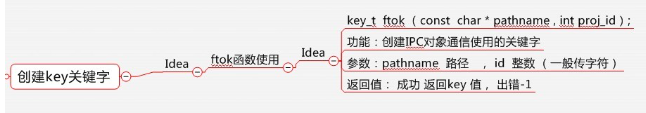 创建key关键字
Idea
ftok函数使用
Idea
key_t ftok（const char * pathname , int proj_id）;
功能：创建IPC对象通信使用的关键字
参数：pathname 路径 ，id 整数（一般传字符）
返回值： 成功 返回key 值 ，出错-1